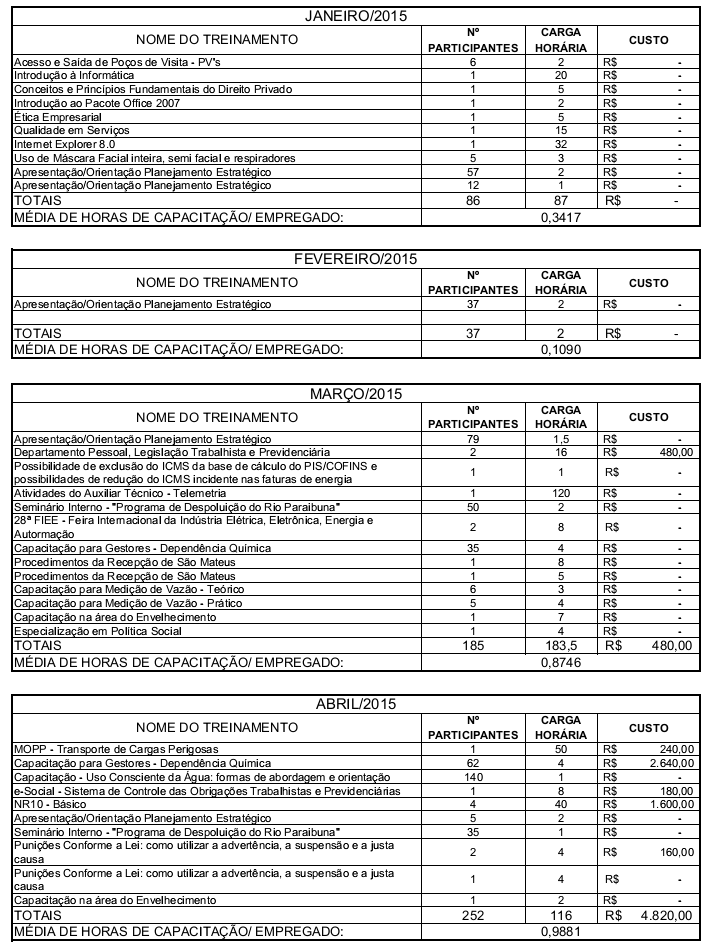 JANEIRO/2015
NOME DO TREINAMENTO Nº PARTICIPANTES CARGA HORÁRIA CUSTO
Acesso e Saída de Poços de Visita - PV's 6 2 R$ -
Introdução à Informática 1 20 R$ -
Conceitos e Princípios Fundamentais do Direito Privado 1 5 R$ -
Introdução ao Pacote Office 2007 1 2 R$ -
Ética Empresarial 1 5 R$ -
Qualidade em Serviços 1 15 R$ -
Internet Explorer 8.0 1 32 R$ -
Uso de Máscara Facial inteira, semi facial e respiradores 5 3 R$ -
Apresentação/Orientação Planejamento Estratégico 57 2 R$ -
Apresentação/Orientação Planejamento Estratégico 12 1 R$ -
TOTAIS 86 87 R$ -
MÉDIA DE HORAS DE CAPACITAÇÃO/ EMPREGADO: 0,3417
FEVEREIRO/2015
NOME DO TREINAMENTO Nº PARTICIPANTES CARGA HORÁRIA CUSTO
Apresentação/Orientação Planejamento Estratégico 37 2 R$ -
TOTAIS 37 2 R$ -
MÉDIA DE HORAS DE CAPACITAÇÃO/ EMPREGADO: 0,1090
MARÇO/2015
NOME DO TREINAMENTO Nº PARTICIPANTES CARGA HORÁRIA CUSTO
Apresentação/Orientação Planejamento Estratégico 79 1,5 R$ -
Departamento Pessoal, Legislação Trabalhista e Previdenciária 2 16 R$ 480,00
Possibilidade de exclusão do ICMS da base de cálculo do PIS/COFINS e
possibilidades de redução do ICMS incidente nas faturas de energia 1 1 R$ -
Atividades do Auxiliar Técnico - Telemetria 1 120 R$ -
Seminário Interno - "Programa de Despoluição do Rio Paraibuna" 50 2 R$ -
28ª FIEE - Feira Internacional da Indústria Elétrica, Eletrônica, Energia e
Autormação 2 8 R$ -
Capacitação para Gestores - Dependência Química 35 4 R$ -
Procedimentos da Recepção de São Mateus 1 8 R$ -
Procedimentos da Recepção de São Mateus 1 5 R$ -
Capacitação para Medição de Vazão - Teórico 6 3 R$ -
Capacitação para Medição de Vazão - Prático 5 4 R$ -
Capacitação na área do Envelhecimento 1 7 R$ -
Especialização em Política Social 1 4 R$ -
TOTAIS 185 183,5 R$ 480,00
MÉDIA DE HORAS DE CAPACITAÇÃO/ EMPREGADO: 0,8746
ABRIL/2015
NOME DO TREINAMENTO Nº PARTICIPANTES CARGA HORÁRIA CUSTO
MOPP - Transporte de Cargas Perigosas 1 50 R$ 240,00
Capacitação para Gestores - Dependência Química 62 4 R$ 2.640,00
Capacitação - Uso Consciente da Água: formas de abordagem e orientação 140 1 R$ -
e-Social - Sistema de Controle das Obrigações Trabalhistas e Previdenciárias 1 8 R$ 180,00
NR10 - Básico 4 40 R$ 1.600,00
Apresentação/Orientação Planejamento Estratégico 5 2 R$ -
Seminário Interno - "Programa de Despoluição do Rio Paraibuna" 35 1 R$ -
Punições Conforme a Lei: como utilizar a advertência, a suspensão e a justa
causa 2 4 R$ 160,00
Punições Conforme a Lei: como utilizar a advertência, a suspensão e a justa
causa 1 4 R$ -
Capacitação na área do Envelhecimento 1 2 R$ -
TOTAIS 252 116 R$ 4.820,00
MÉDIA DE HORAS DE CAPACITAÇÃO/ EMPREGADO: 0,9881